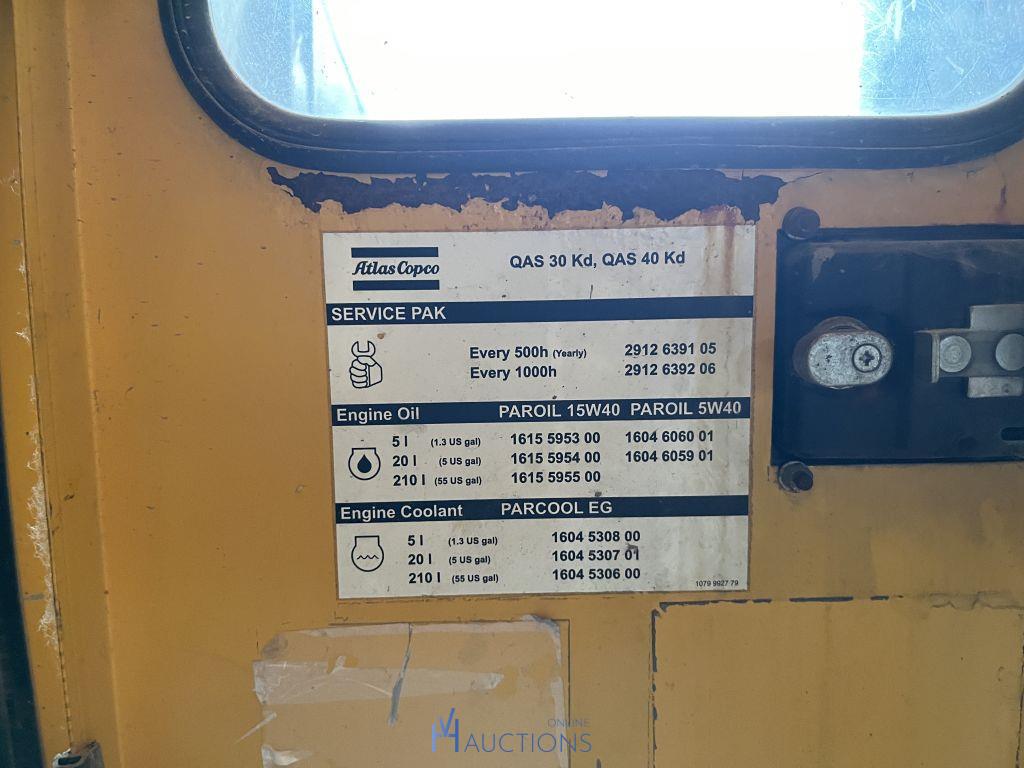 Atlas Copco
QAS 30 Kd, QAS 40 Kd
SERVICE PAK
Every 500h (Yearly) 2912 6391 05
Every 1000h 2912 6392 06
Engine Oil PAROIL 15W40 PAROIL 5W40
5 l (1.3 US gal) 1615 5953 00 1604 6060 01
20 l (5 US gal) 1615 5954 00 1604 6059 01
210 l (55 US gal) 1615 5955 00
Engine Coolant PARCOOL EG
5 l (1.3 US gal) 1604 5308 00
20 l (5 US gal) 1604 5307 01
210 l (55 US gal) 1604 5306 00
1079 9927 79
ONLINE
AUCTIONS